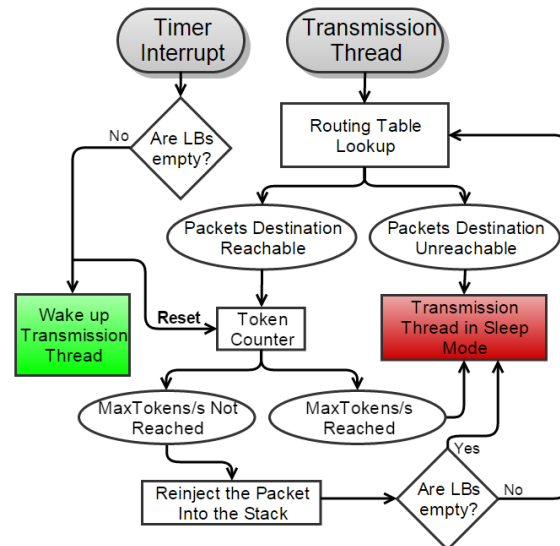 Timer
Interrupt
Transmission
Thread
No
Are LBs
empty?
Routing Table
Lookup
Packets Destination
Reachable
Packets Destination
Unreachable
Wake up
Transmission
Thread
Reset
Token
Counter
Transmission
Thread in Sleep
Mode
MaxTokens/s Not
Reached
MaxTokens/s
Reached
Yes
Reinject the Packet
Into the Stack
Are LBs
empty?
No